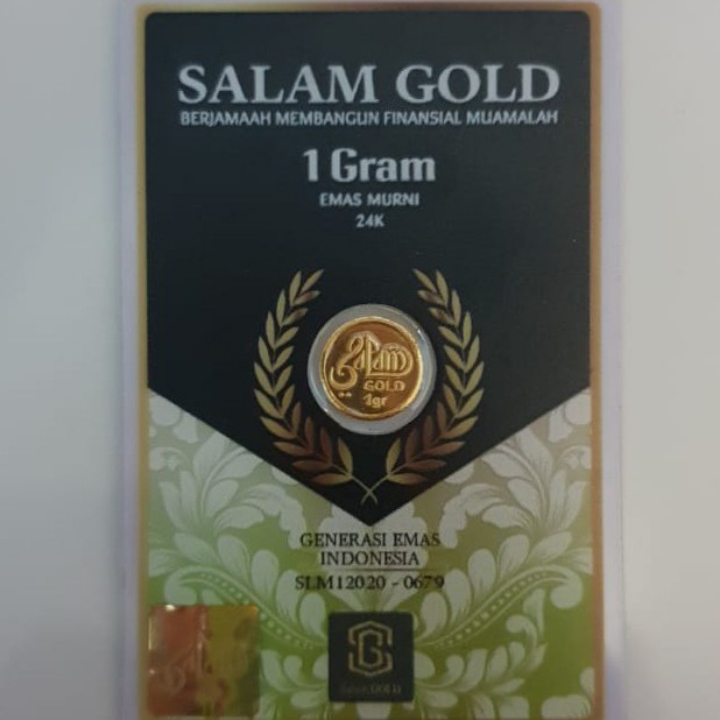 SALAM GOLD
BERJAMAAH MEMBANGUN FINANSIAL MUAMALAH
1 Gram
EMAS MURNI
24K
Salam
GOLD
1gr
GENERASI EMAS
INDONESIA
SLM12020 - 0679
GOLD